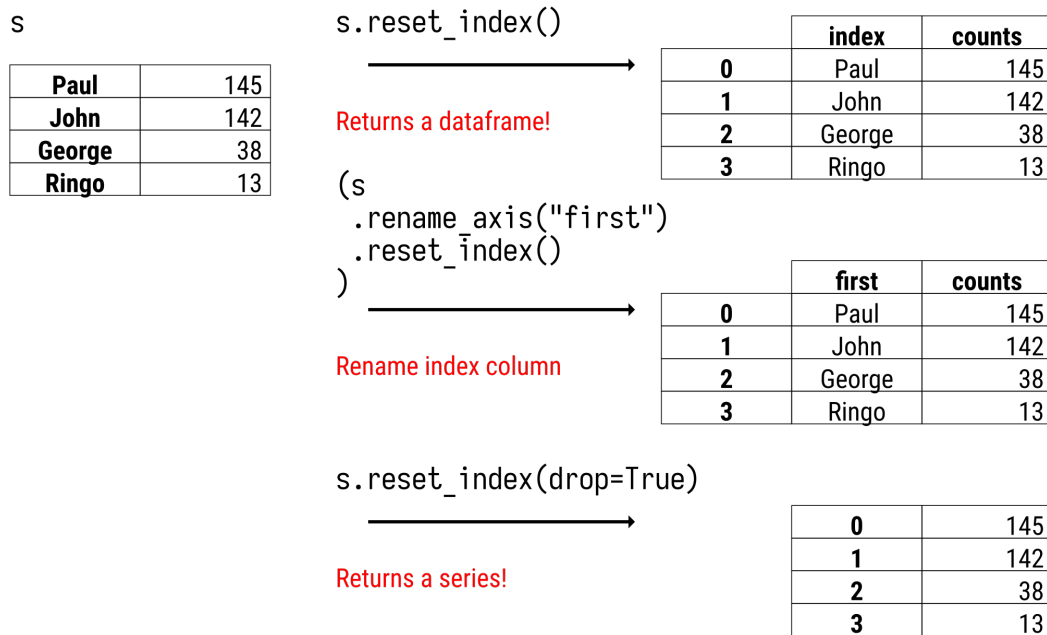 s
Paul 145
John 142
George 38
Ringo 13
s.reset_index()
Returns a dataframe!
index counts
0 Paul 145
1 John 142
2 George 38
3 Ringo 13
(s
.rename_axis("first")
.reset_index()
)
Rename index column
first counts
0 Paul 145
1 John 142
2 George 38
3 Ringo 13
s.reset_index(drop=True)
Returns a series!
0 145
1 142
2 38
3 13